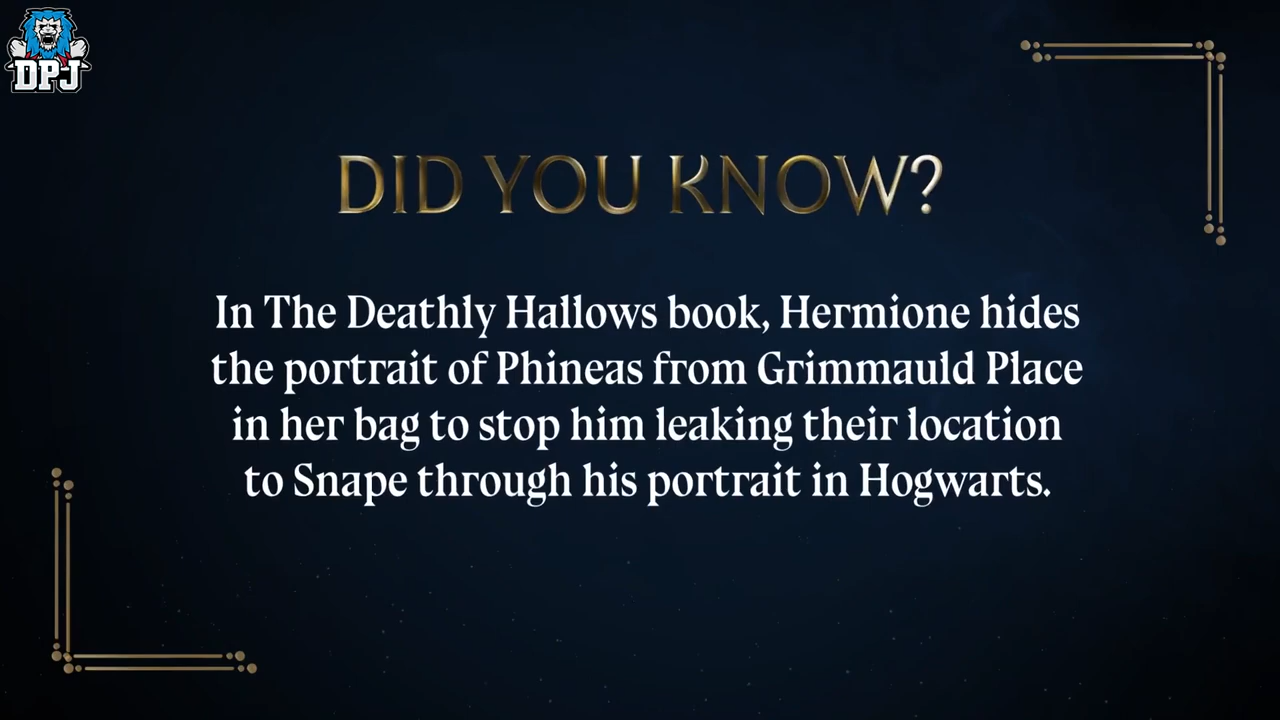 DPJ
DID YOU KNOW?
In The Deathly Hallows book, Hermione hides
the portrait of Phineas from Grimmauld Place
in her bag to stop him leaking their location
to Snape through his portrait in Hogwarts.